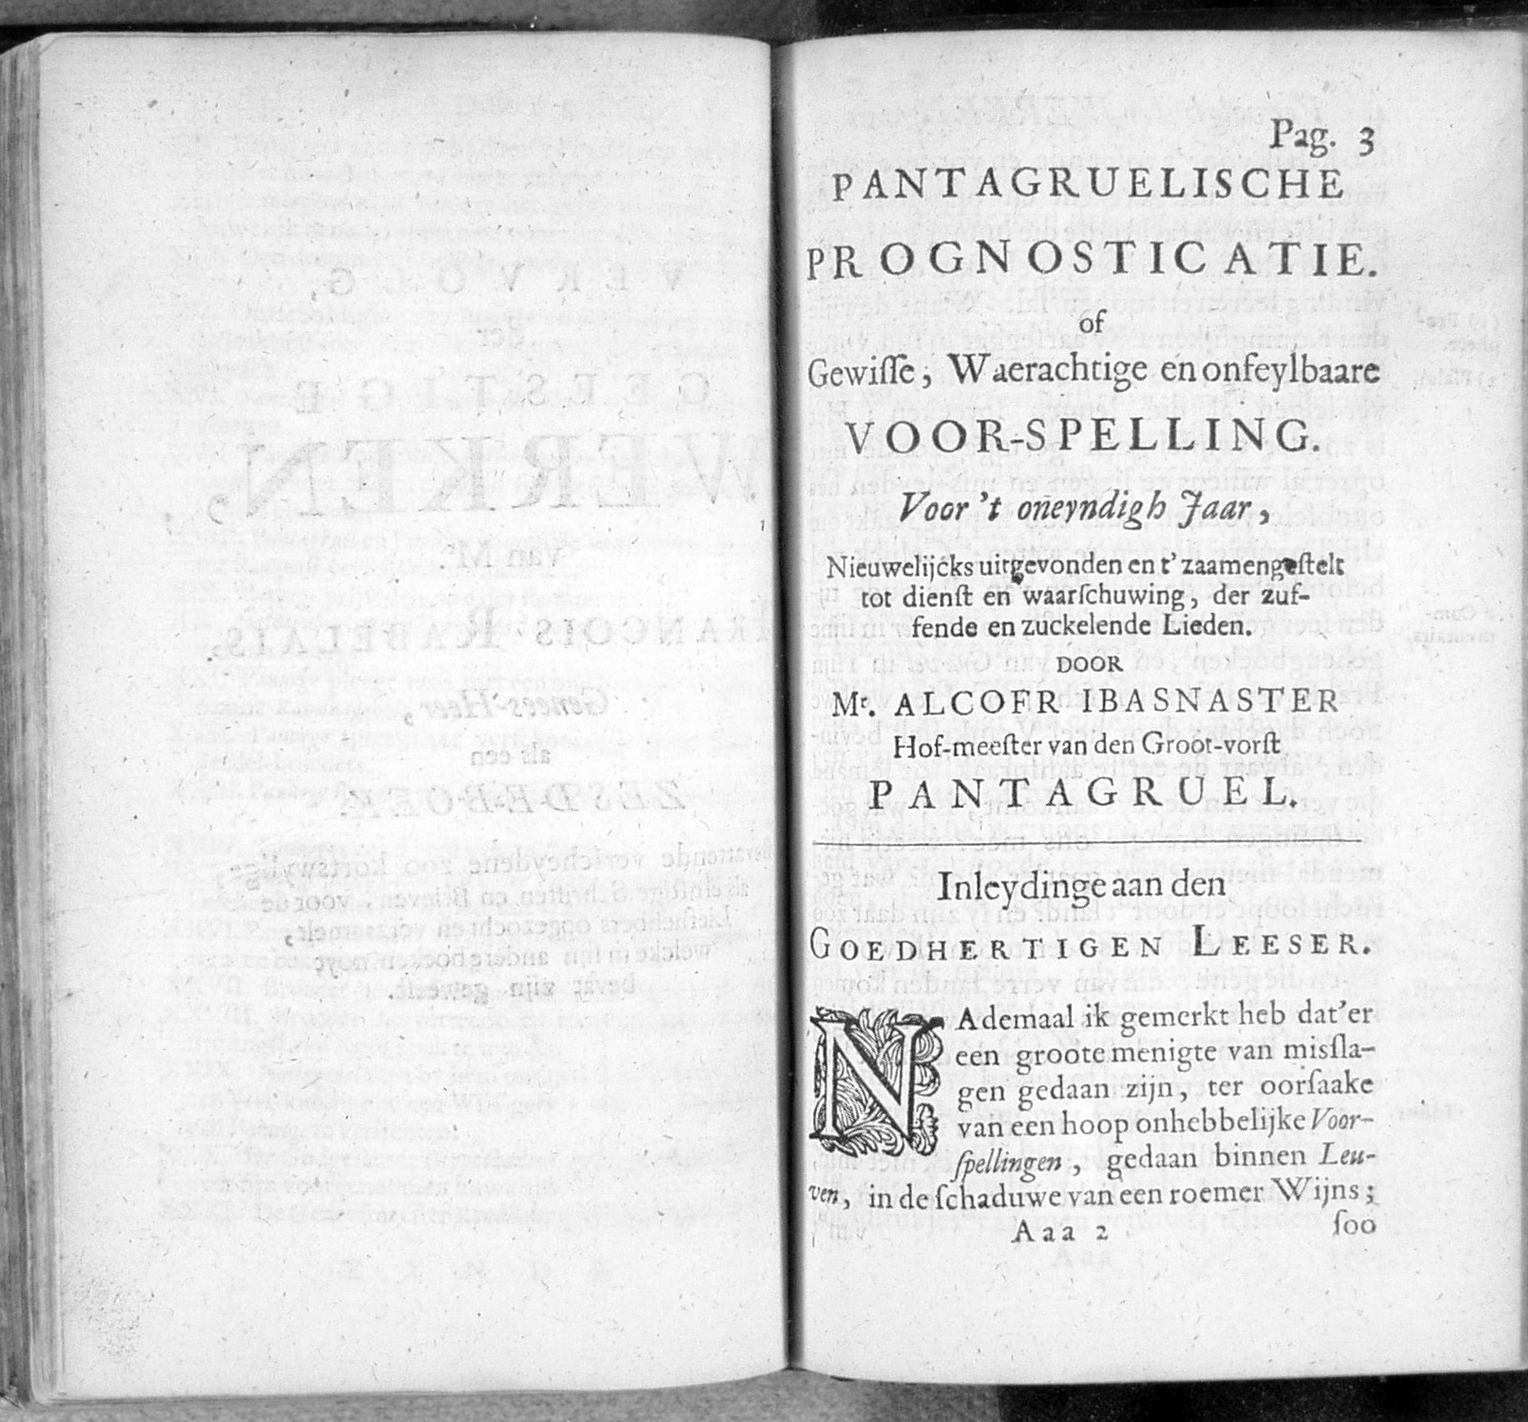 Pag. 3
PANTAGRUELISCHE
PROGNOSTICATIE.
of
Gewiſſe, Waerachtige en onfeylbaare
VOOR-SPELLING.
Voor 't oneyndigh Jaar,
Nieuwelijcks uitgevonden en t' zaamengeſtelt
tot dienſt en waarſchuwing, der zuf-
fende en zuckelende Lieden.
DOOR
Mr. ALCOFR IBASNASTER
Hof-meeſter van den Groot-vorſt
PANTAGRUEL.
Inleydinge aan den
GOEDHERTIGEN LEESER.
NAdemaal ik gemerkt heb dat'er
een groote menigte van misſla-
gen gedaan zijn, ter oorſaake
van een hoop onhebbelijke Voor-
ſpellingen, gedaan binnen Leu-
ven, in de ſchaduwe van een roemer Wijns;
Aaa 2 ſoo